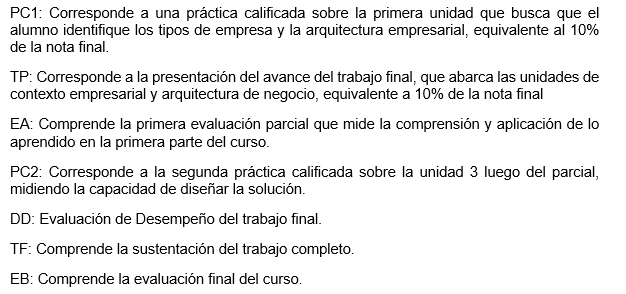 PC1: Corresponde a una práctica calificada sobre la primera unidad que busca que el
alumno identifique los tipos de empresa y la arquitectura empresarial, equivalente al 10%
de la nota final.
TP: Corresponde a la presentación del avance del trabajo final, que abarca las unidades de
contexto empresarial y arquitectura de negocio, equivalente a 10% de la nota final
EA: Comprende la primera evaluación parcial que mide la comprensión y aplicación de lo
aprendido en la primera parte del curso.
PC2: Corresponde a la segunda práctica calificada sobre la unidad 3 luego del parcial,
midiendo la capacidad de diseñar la solución.
DD: Evaluación de Desempeño del trabajo final.
TF: Comprende la sustentación del trabajo completo.
EB: Comprende la evaluación final del curso.